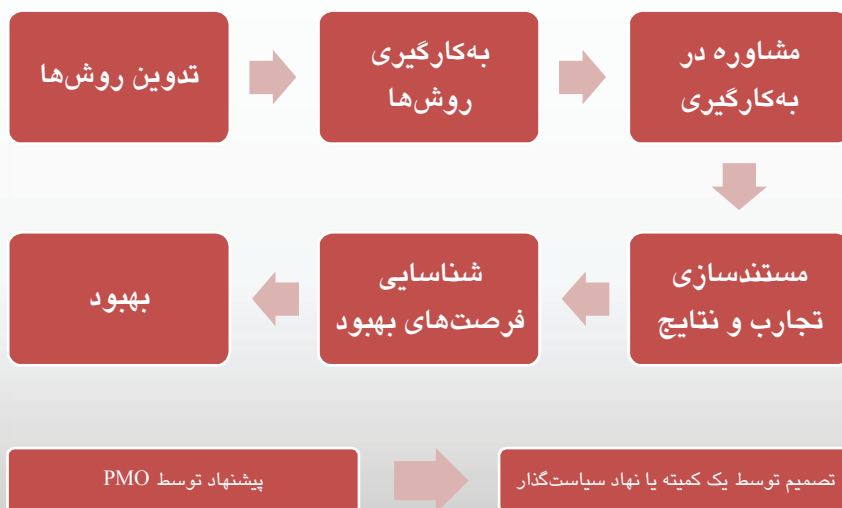 تدوین روش‌ها
به‌کارگیری
روش‌ها
مشاوره در
به‌کارگیری
مستندسازی
تجارب و نتایج
شناسایی
فرصت‌های بهبود
بهبود
پیشنهاد توسط PMO
تصمیم توسط یک کمیته یا نهاد سیاست‌گذار